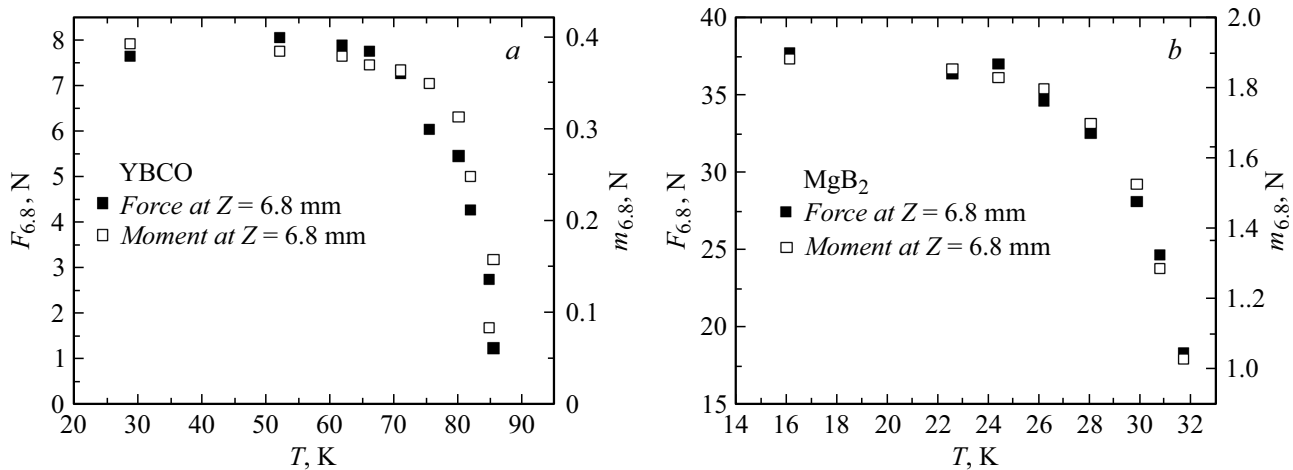 a
YBCO
Force at Z = 6.8 mm
Moment at Z = 6.8 mm
F6.8, N
8
7
6
5
4
3
2
1
0
0.4
0.3
0.2
0.1
0
m6.8, N
20 30 40 50 60 70 80 90
T, K
b
MgB2
Force at Z = 6.8 mm
Moment at Z = 6.8 mm
F6.8, N
40
35
30
25
20
15
2.0
1.8
1.6
1.4
1..2
1.0
m6.8, N
14 16 18 20 22 24 26 28 30 32
T, K